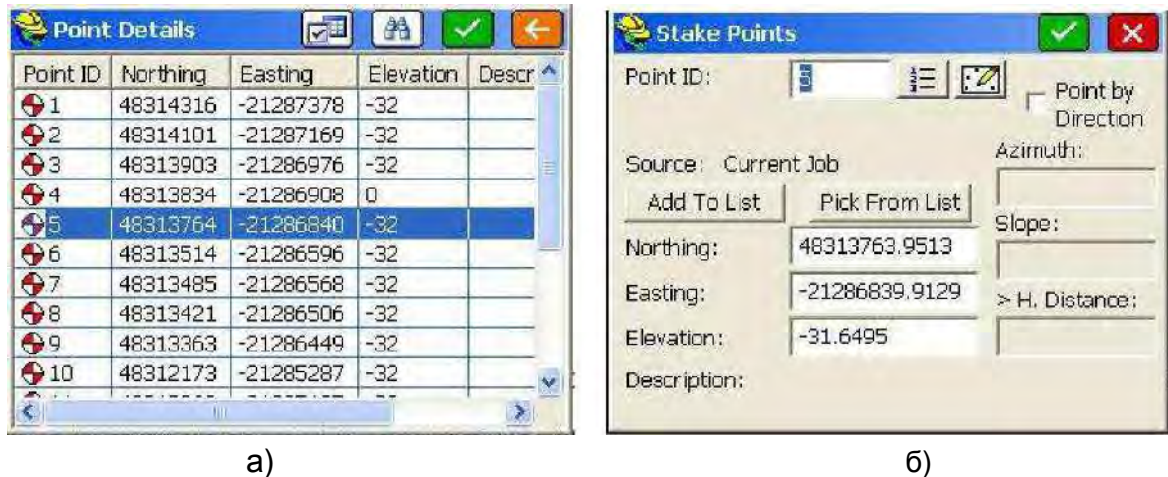 Point Details
Point ID Northing Easting Elevation Descr
1 48314316 -21287378 -32
2 48314101 -21287169 -32
3 48313903 -21286976 -32
4 48313834 -21286908 0
5 48313764 -21286840 -32
6 48313514 -21286596 -32
7 48313485 -21286568 -32
8 48313421 -21286506 -32
9 48313363 -21286449 -32
10 48312173 -21285287 -32
а)
Stake Points
Point ID: 5
Point by
Direction
Source: Current Job
Azimuth:
Add To List Pick From List
Slope:
Northing: 48313763.9513
Easting: -21286839.9129
> H. Distance:
Elevation: -31.6495
Description:
б)